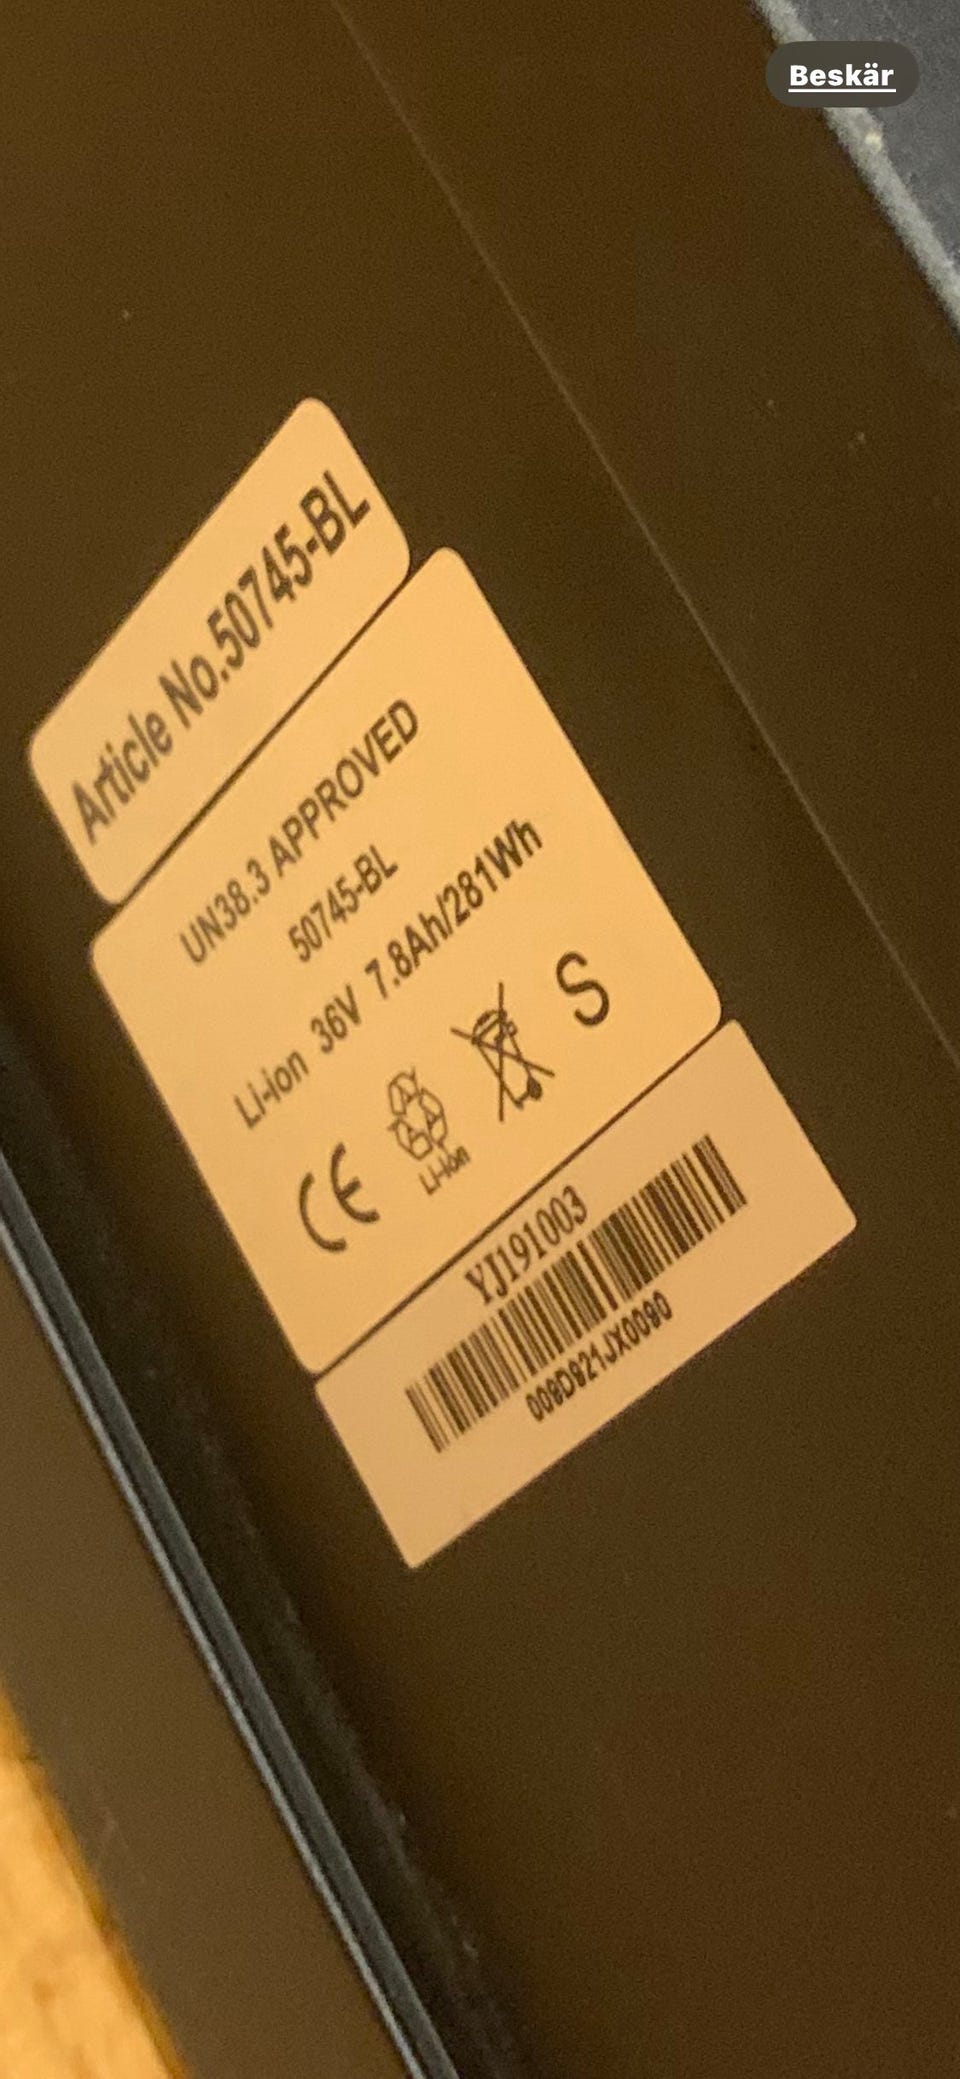 Beskär
Article No.50745-BL
UN38.3 APPROVED
50745-BL
Li-ion 36V 7.8Ah/281Wh
CE
Li-ion
S
YJ191003
009D921JX0090